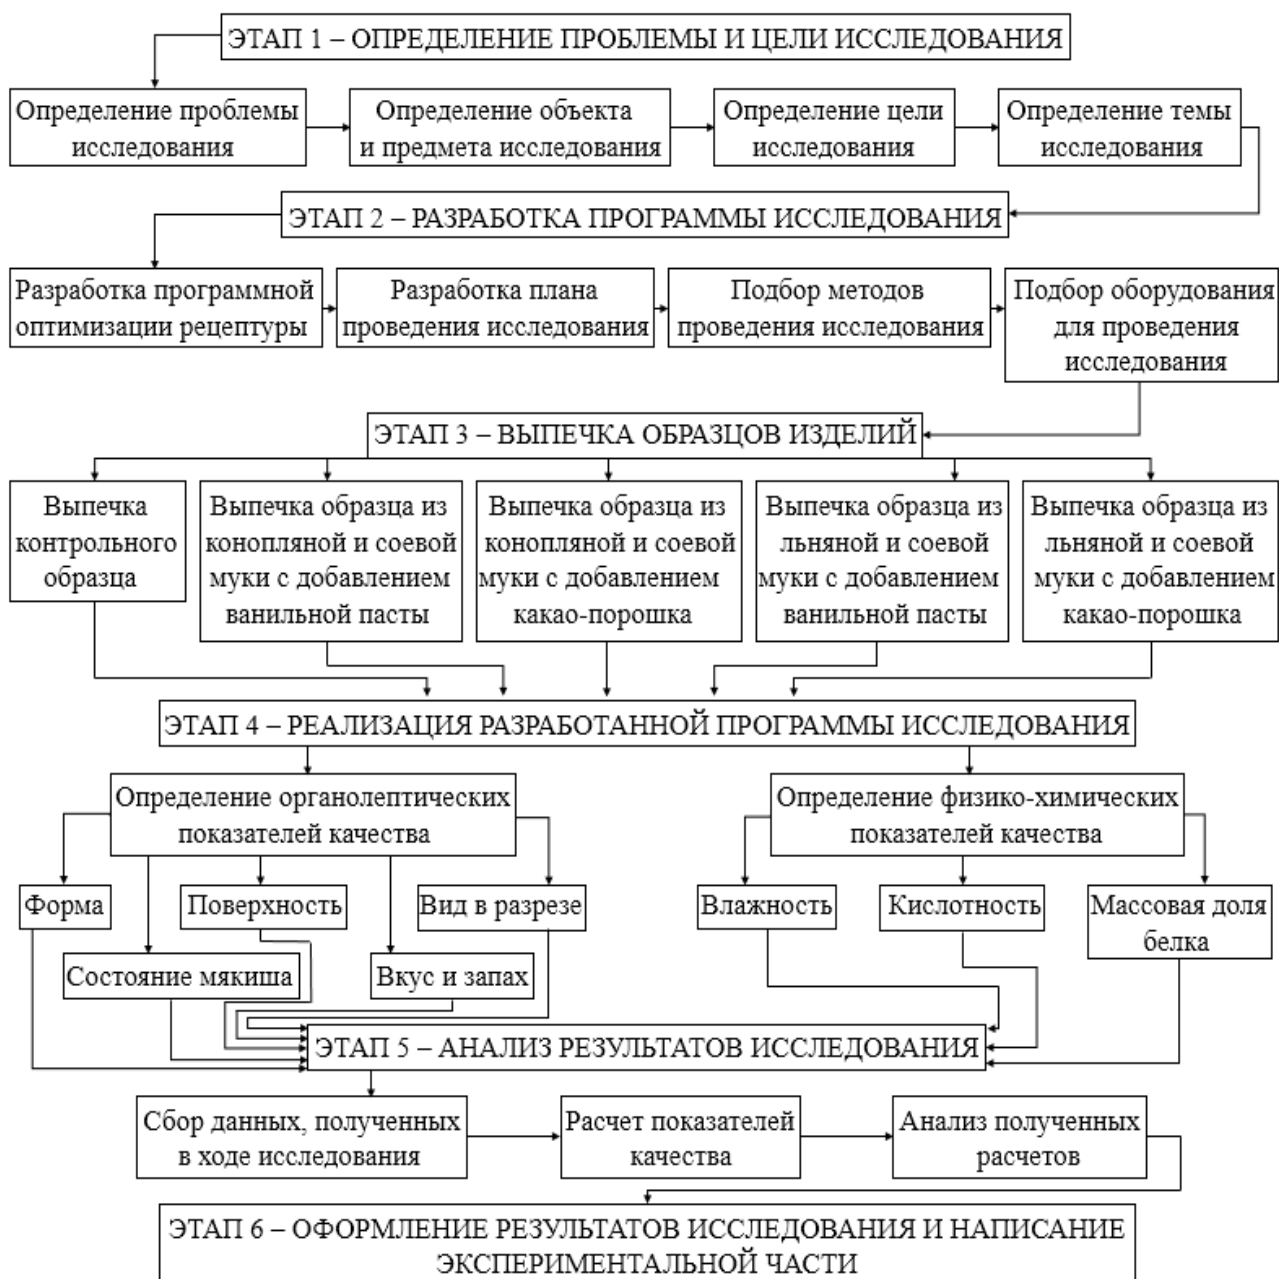 ЭТАП 1 – ОПРЕДЕЛЕНИЕ ПРОБЛЕМЫ И ЦЕЛИ ИССЛЕДОВАНИЯ
Определение проблемы
исследования
Определение объекта
и предмета исследования
Определение цели
исследования
Определение темы
исследования
ЭТАП 2 – РАЗРАБОТКА ПРОГРАММЫ ИССЛЕДОВАНИЯ
Разработка программной
оптимизации рецептуры
Разработка плана
проведения исследования
Подбор методов
проведения исследования
Подбор оборудования
для проведения
исследования
ЭТАП 3 – ВЫПЕЧКА ОБРАЗЦОВ ИЗДЕЛИЙ
Выпечка
контрольного
образца
Выпечка образца из
конопляной и соевой
муки с добавлением
ванильной пасты
Выпечка образца из
конопляной и соевой
муки с добавлением
какао-порошка
Выпечка образца из
льняной и соевой
муки с добавлением
ванильной пасты
Выпечка образца из
льняной и соевой
муки с добавлением
какао-порошка
ЭТАП 4 – РЕАЛИЗАЦИЯ РАЗРАБОТАННОЙ ПРОГРАММЫ ИССЛЕДОВАНИЯ
Определение органолептических
показателей качества
Определение физико-химических
показателей качества
Форма
Поверхность
Вид в разрезе
Влажность
Кислотность
Массовая доля
белка
Состояние мякиша
Вкус и запах
ЭТАП 5 – АНАЛИЗ РЕЗУЛЬТАТОВ ИССЛЕДОВАНИЯ
Сбор данных, полученных
в ходе исследования
Расчет показателей
качества
Анализ полученных
расчетов
ЭТАП 6 – ОФОРМЛЕНИЕ РЕЗУЛЬТАТОВ ИССЛЕДОВАНИЯ И НАПИСАНИЕ
ЭКСПЕРИМЕНТАЛЬНОЙ ЧАСТИ